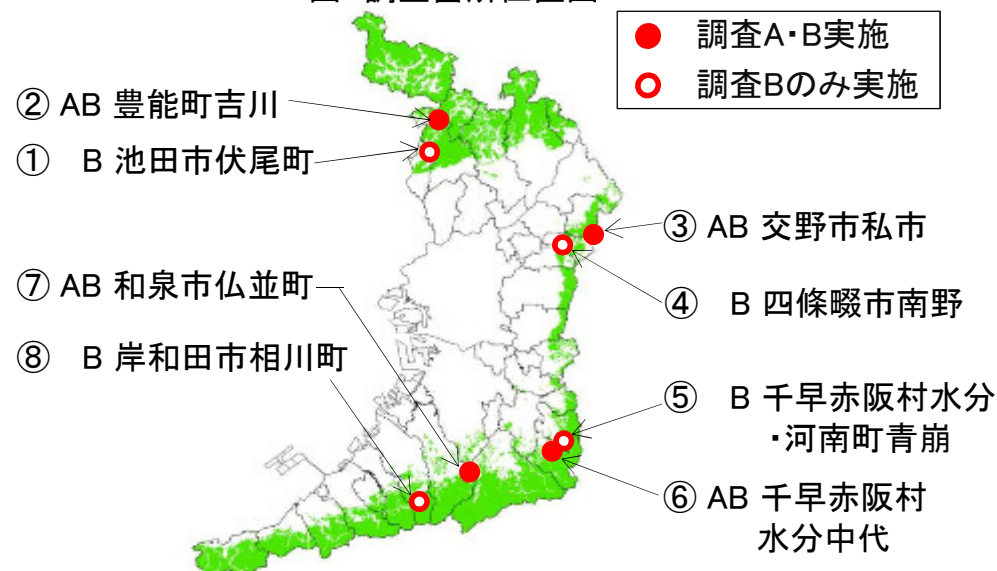 調査A・B実施
調査Bのみ実施
② AB 豊能町吉川
① B 池田市伏尾町
③ AB 交野市私市
⑦ AB 和泉市仏並町
④ B 四條畷市南野
⑧ B 岸和田市相川町
⑤ B 千早赤阪村水分
・河南町青崩
⑥ AB 千早赤阪村
水分中代